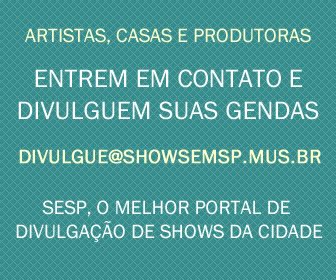 ARTISTAS, CASAS E PRODUTORAS
ENTREM EM CONTATO E
DIVULGUEM SUAS GENDAS
DIVULGUE@SHOWSEMSP.MUS.BR
SESP, O MELHOR PORTAL DE
DIVULGAÇÃO DE SHOWS DA CIDADE